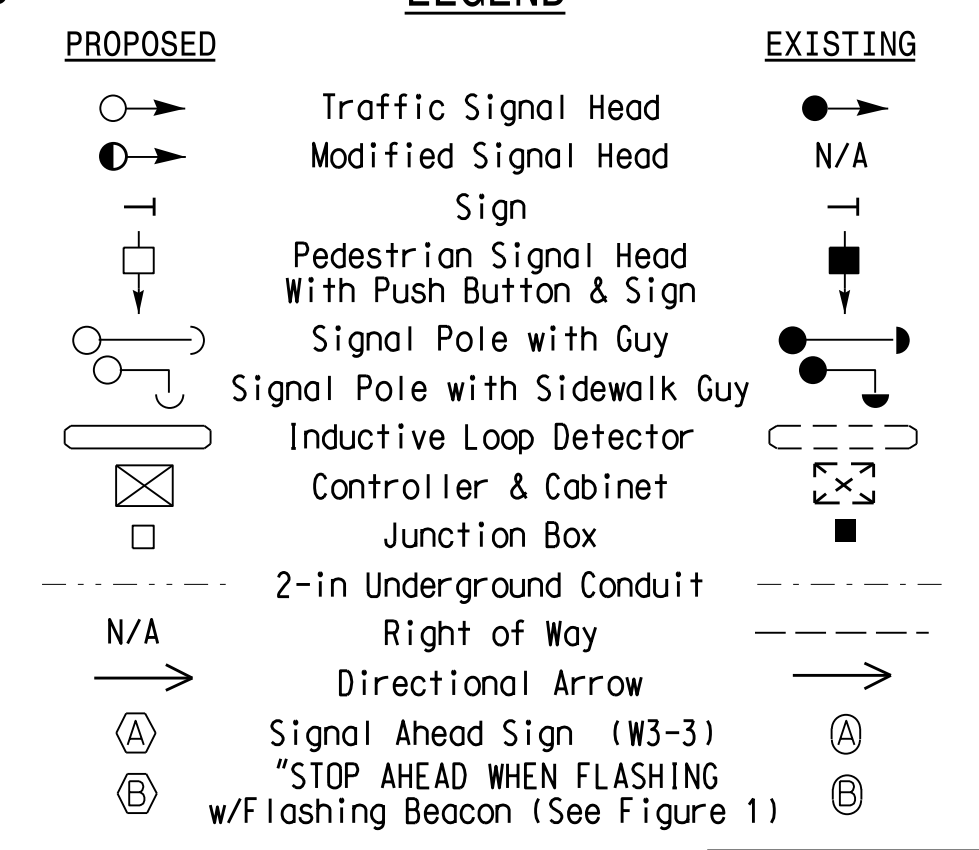 LEGEND
PROPOSED EXISTING
Traffic Signal Head
Modified Signal Head N/A
Sign
Pedestrian Signal Head
With Push Button & Sign
Signal Pole with Guy
Signal Pole with Sidewalk Guy
Inductive Loop Detector
Controller & Cabinet
Junction Box
2-in Underground Conduit
N/A Right of Way
Directional Arrow
A Signal Ahead Sign (W3-3) A
"STOP AHEAD WHEN FLASHING
B w/Flashing Beacon (See Figure 1) B